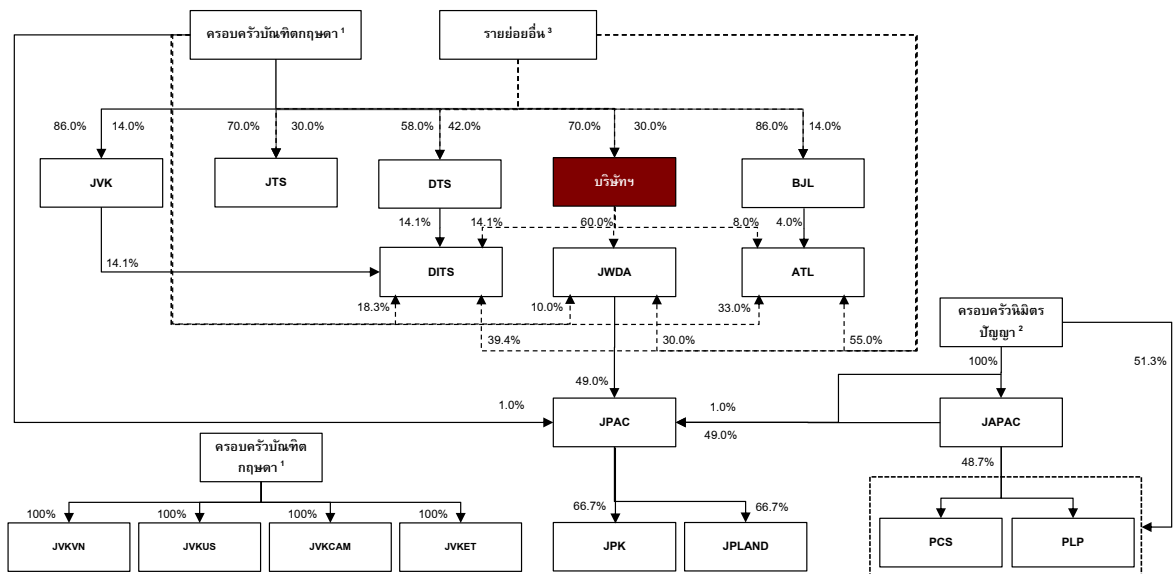 ครอบครัวบัณฑิตกฤษดา 1
รายย่อยอื่น 3
86.0% 14.0% 70.0% 30.0% 58.0% 42.0% 70.0% 30.0% 86.0% 14.0%
JVK
JTS
DTS
บริษัทฯ
BJL
14.1% 14.1% 60.0% 8.0% 4.0%
14.1%
DITS
JWDA
ATL
18.3% 10.0% 33.0%
ครอบครัวนิมิตร
ปัญญา 2
39.4% 30.0% 55.0%
100% 51.3%
49.0%
1.0% 1.0%
JPAC
JAPAC
49.0%
ครอบครัวบัณฑิต
กฤษดา 1
48.7%
100% 100% 100% 100%
66.7% 66.7%
JVKVN
JVKUS
JVKCAM
JVKET
JPK
JPLAND
PCS
PLP